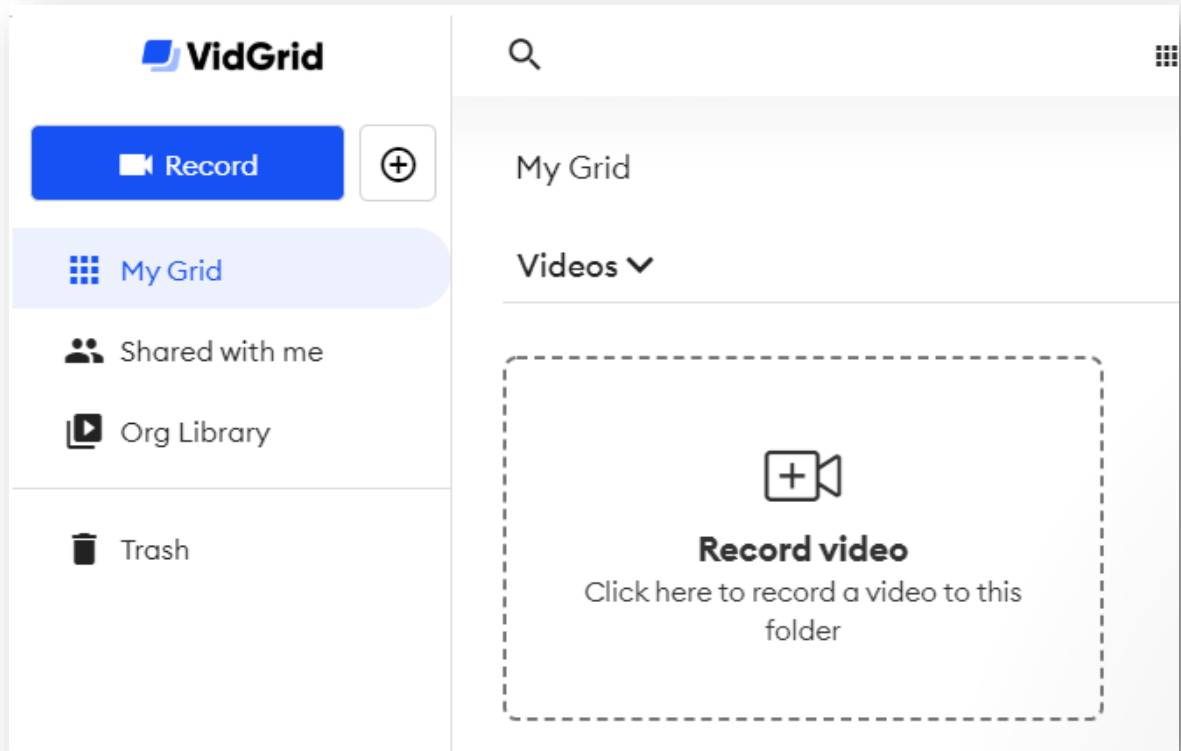 VidGrid
Record
My Grid
Shared with me
Org Library
Trash
My Grid
Videos
Record video
Click here to record a video to this
folder